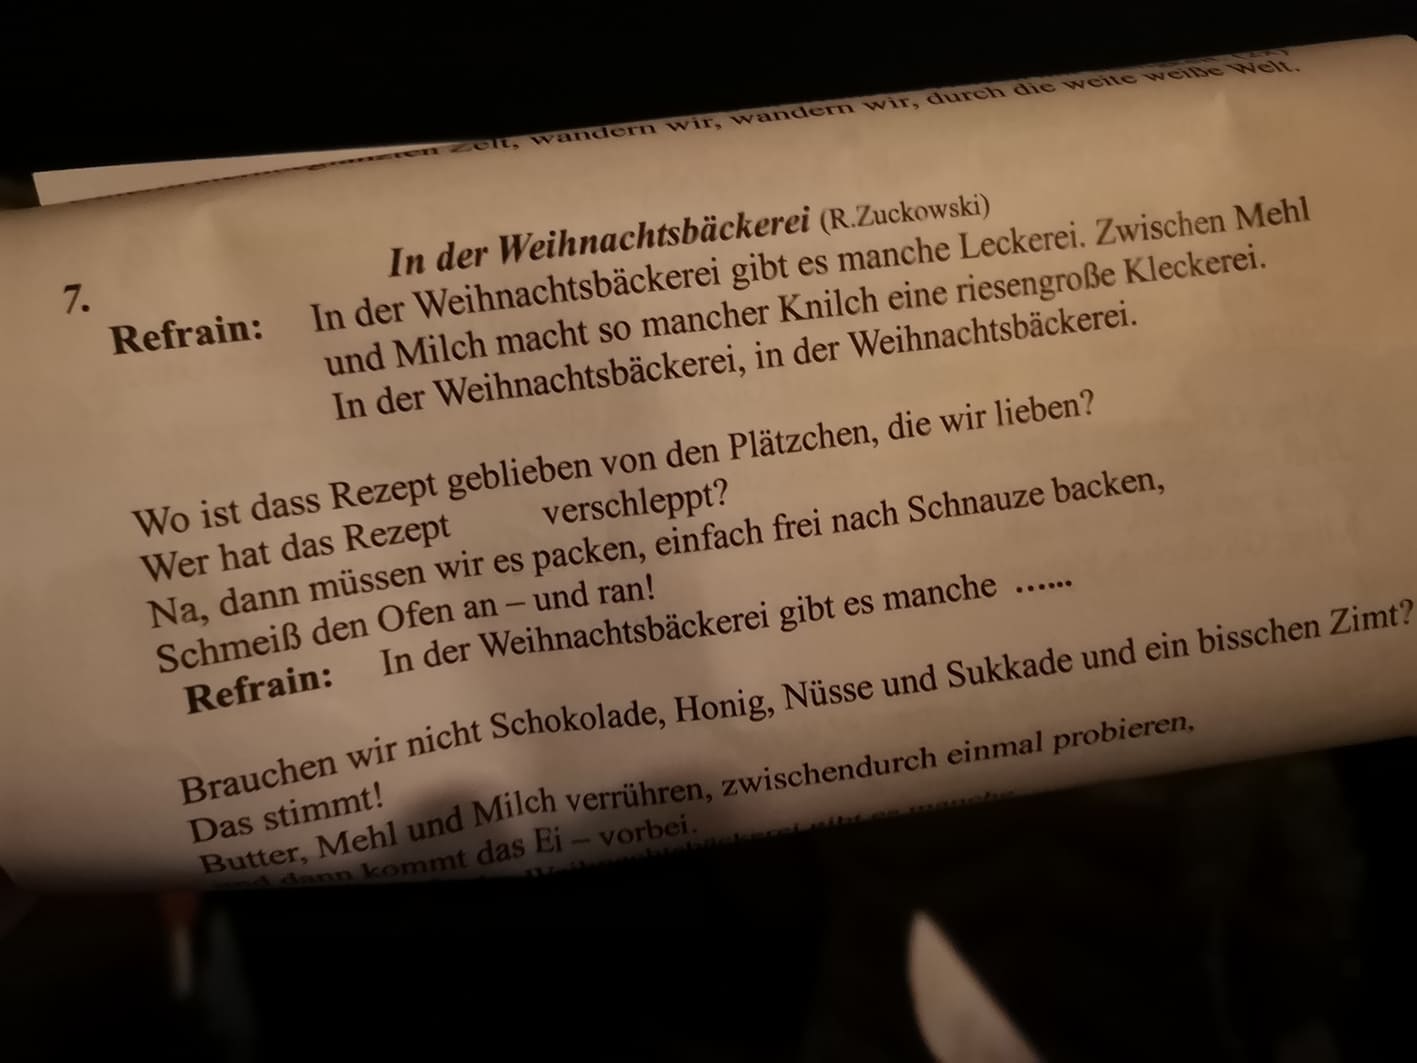 Zelt, wandern wir, wandern wir, durch die weite weiße Welt.
7. In der Weihnachtsbäckerei (R.Zuckowski)
Refrain: In der Weihnachtsbäckerei gibt es manche Leckerei. Zwischen Mehl
und Milch macht so mancher Knilch eine riesengroße Kleckerei.
In der Weihnachtsbäckerei, in der Weihnachtsbäckerei.
Wo ist dass Rezept geblieben von den Plätzchen, die wir lieben?
Wer hat das Rezept verschleppt?
Na, dann müssen wir es packen, einfach frei nach Schnauze backen,
Schmeiß den Ofen an – und ran!
Refrain: In der Weihnachtsbäckerei gibt es manche ......
Brauchen wir nicht Schokolade, Honig, Nüsse und Sukkade und ein bisschen Zimt?
Das stimmt!
Butter, Mehl und Milch verrühren, zwischendurch einmal probieren,
und dann kommt das Ei – vorbei.